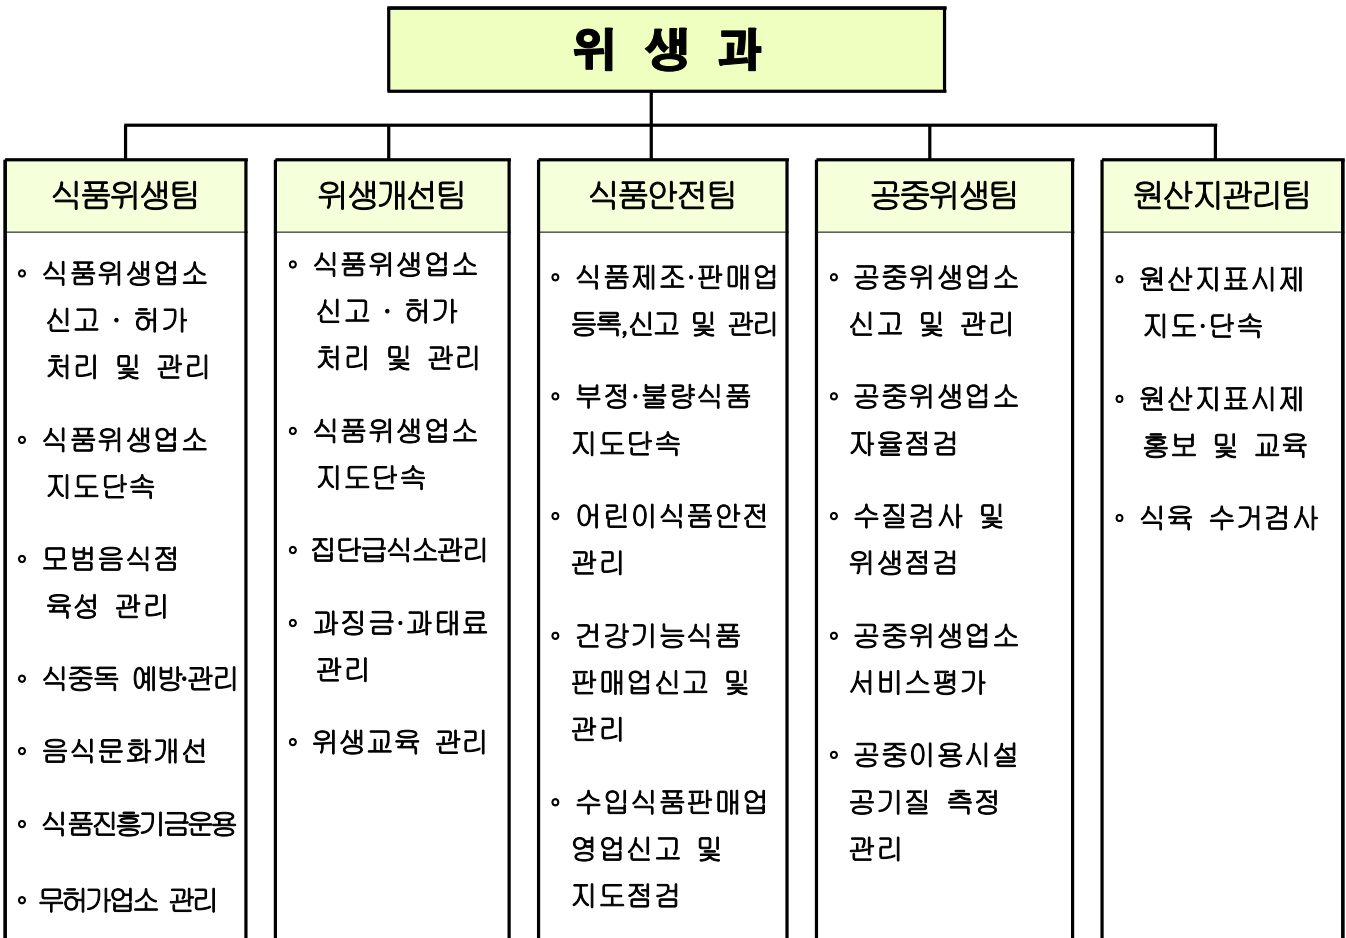 위 생 과
식품위생팀
식품위생업소
신고 · 허가
처리 및 관리
식품위생업소
지도단속
모범음식점
육성 관리
식중독 예방·관리
음식문화개선
식품진흥기금운용
무허가업소 관리
위생개선팀
식품위생업소
신고 · 허가
처리 및 관리
식품위생업소
지도단속
집단급식소관리
과징금·과태료
관리
위생교육 관리
식품안전팀
식품제조·판매업
등록,신고 및 관리
부정·불량식품
지도단속
어린이식품안전
관리
건강기능식품
판매업신고 및
관리
수입식품판매업
영업신고 및
지도점검
공중위생팀
공중위생업소
신고 및 관리
공중위생업소
자율점검
수질검사 및
위생점검
공중위생업소
서비스평가
공중이용시설
공기질 측정
관리
원산지관리팀
원산지표시제
지도·단속
원산지표시제
홍보 및 교육
식육 수거검사